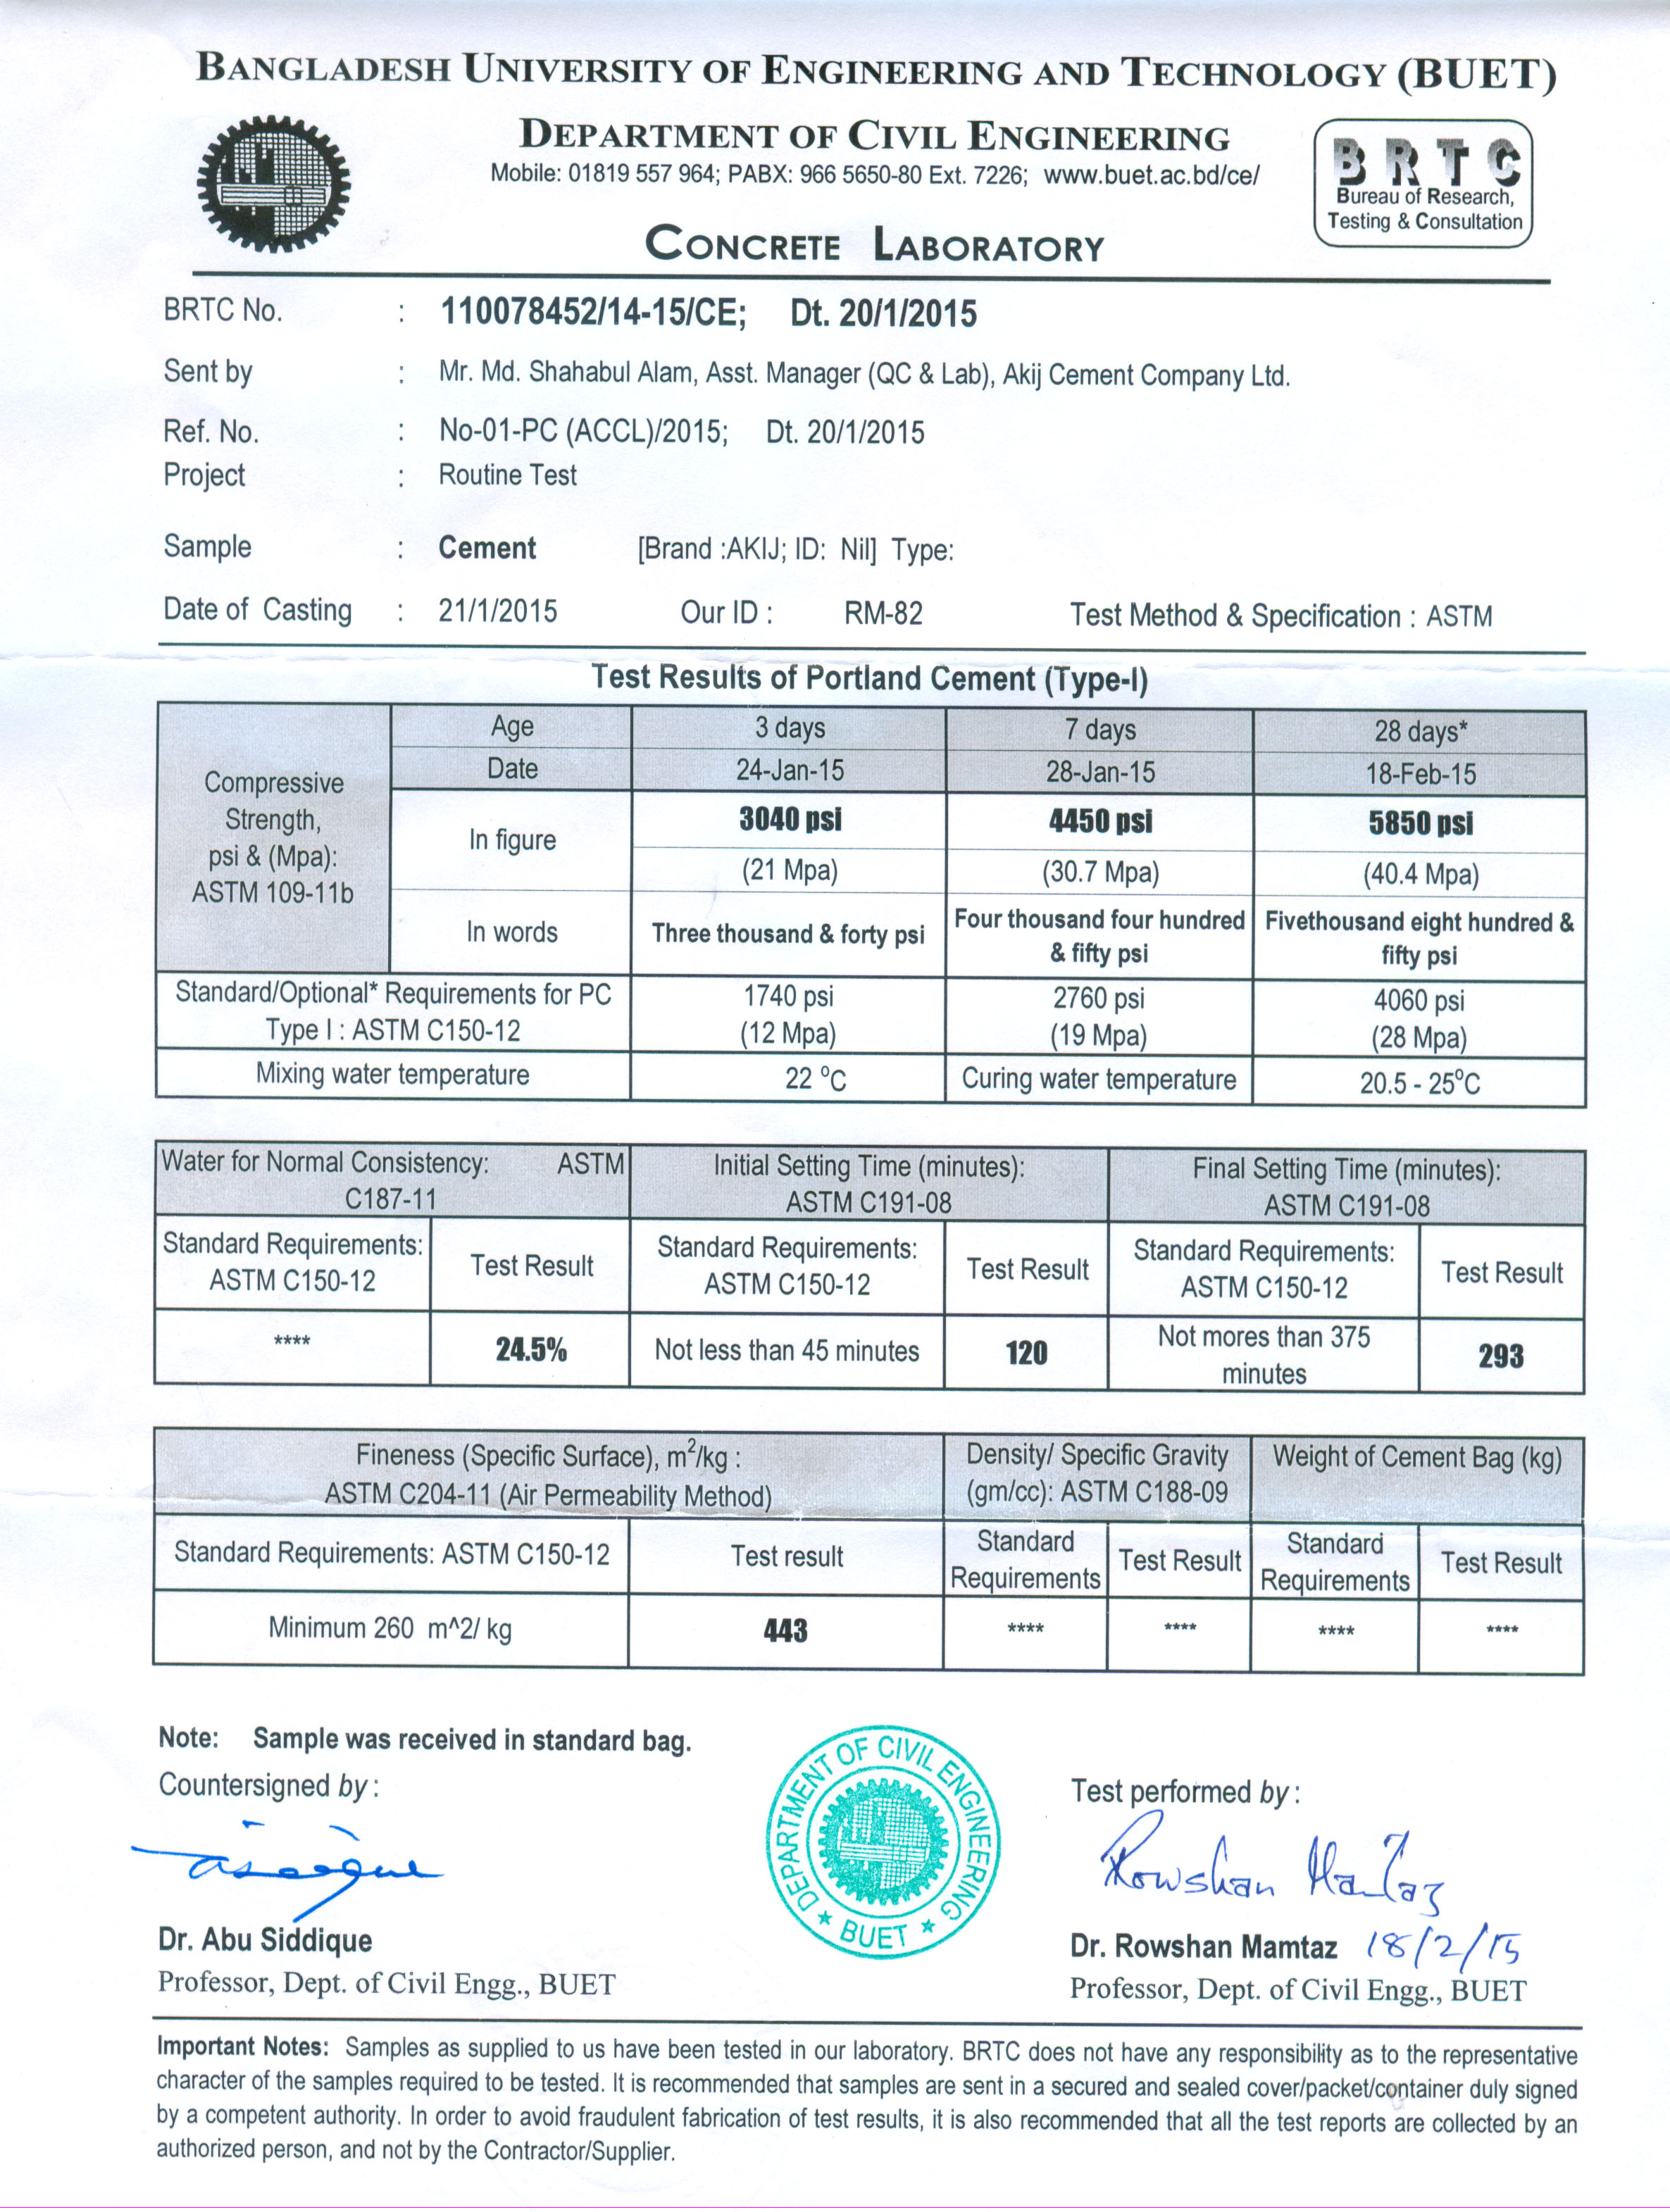 BANGLADESH UNIVERSITY OF ENGINEERING AND TECHNOLOGY (BUET)
DEPARTMENT OF CIVIL ENGINEERING
Mobile: 01819 557 964; PABX: 966 5650-80 Ext. 7226; www.buet.ac.bd/ce/
CONCRETE LABORATORY
BRTC
Bureau of Research,
Testing & Consultation
BRTC No. : 110078452/14-15/CE; Dt. 20/1/2015
Sent by : Mr. Md. Shahabul Alam, Asst. Manager (QC & Lab), Akij Cement Company Ltd.
Ref. No. : No-01-PC (ACCL)/2015; Dt. 20/1/2015
Project : Routine Test
Sample : Cement [Brand :AKIJ; ID: Nil] Type:
Date of Casting : 21/1/2015 Our ID : RM-82 Test Method & Specification : ASTM
Test Results of Portland Cement (Type-I)
Compressive
Strength,
psi & (Mpa):
ASTM 109-11b
Age 3 days 7 days 28 days*
Date 24-Jan-15 28-Jan-15 18-Feb-15
In figure 3040 psi 4450 psi 5850 psi
(21 Mpa) (30.7 Mpa) (40.4 Mpa)
In words Three thousand & forty psi Four thousand four hundred Fivethousand eight hundred &
& fifty psi fifty psi
Standard/Optional* Requirements for PC 1740 psi 2760 psi 4060 psi
Type I : ASTM C150-12 (12 Mpa) (19 Mpa) (28 Mpa)
Mixing water temperature 22 °C Curing water temperature 20.5 - 25°C
Water for Normal Consistency: ASTM Initial Setting Time (minutes): Final Setting Time (minutes):
C187-11 ASTM C191-08 ASTM C191-08
Standard Requirements: Test Result Standard Requirements: Test Result Standard Requirements: Test Result
ASTM C150-12 ASTM C150-12 ASTM C150-12
**** 24.5% Not less than 45 minutes 120 Not mores than 375 293
minutes
Fineness (Specific Surface), m²/kg : Density/ Specific Gravity Weight of Cement Bag (kg)
ASTM C204-11 (Air Permeability Method) (gm/cc): ASTM C188-09
Standard Requirements: ASTM C150-12 Test result Standard Test Result Standard Test Result
Requirements Requirements
Minimum 260 m^2/ kg 443 **** **** **** ****
Note: Sample was received in standard bag.
Countersigned by :
Test performed by :
DEPARTMENT OF CIVIL ENGINEERING
* BUET *
Rowshan Mamtaz
Dr. Abu Siddique
Dr. Rowshan Mamtaz 18/2/15
Professor, Dept. of Civil Engg., BUET
Professor, Dept. of Civil Engg., BUET
Important Notes: Samples as supplied to us have been tested in our laboratory. BRTC does not have any responsibility as to the representative
character of the samples required to be tested. It is recommended that samples are sent in a secured and sealed cover/packet/container duly signed
by a competent authority. In order to avoid fraudulent fabrication of test results, it is also recommended that all the test reports are collected by an
authorized person, and not by the Contractor/Supplier.